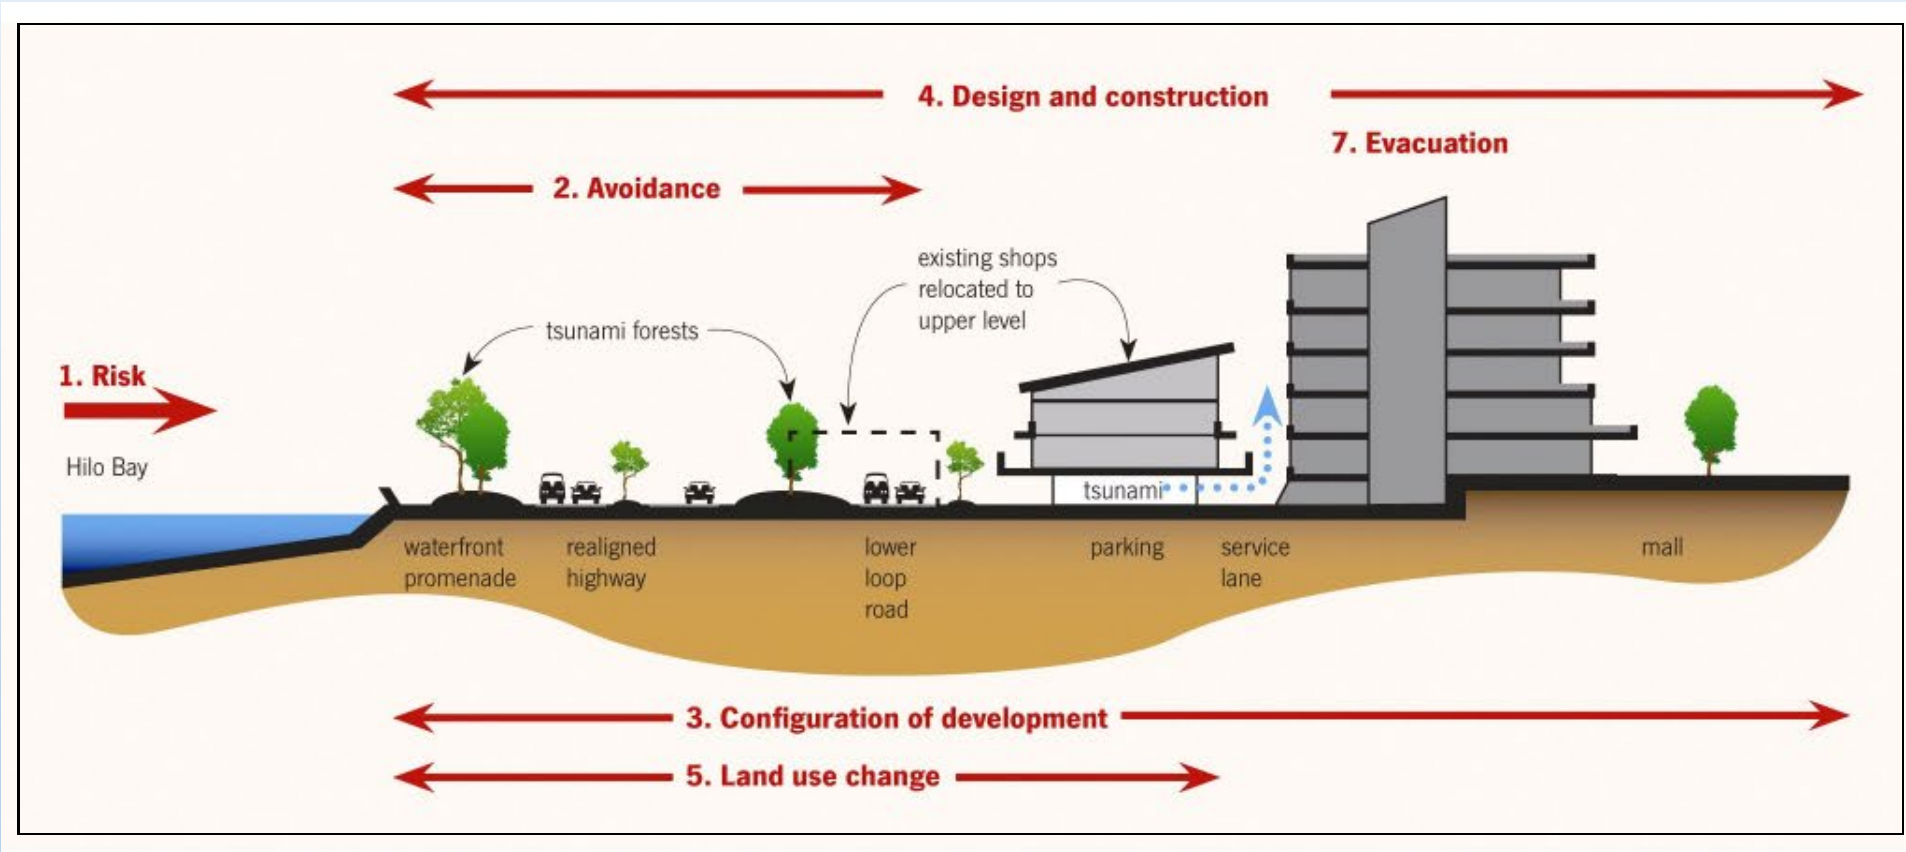 4. Design and construction
7. Evacuation
2. Avoidance
existing shops
relocated to
upper level
tsunami forests
1. Risk
Hilo Bay
tsunami
waterfront
promenade
realigned
highway
lower
loop
road
parking
service
lane
mall
3. Configuration of development
5. Land use change